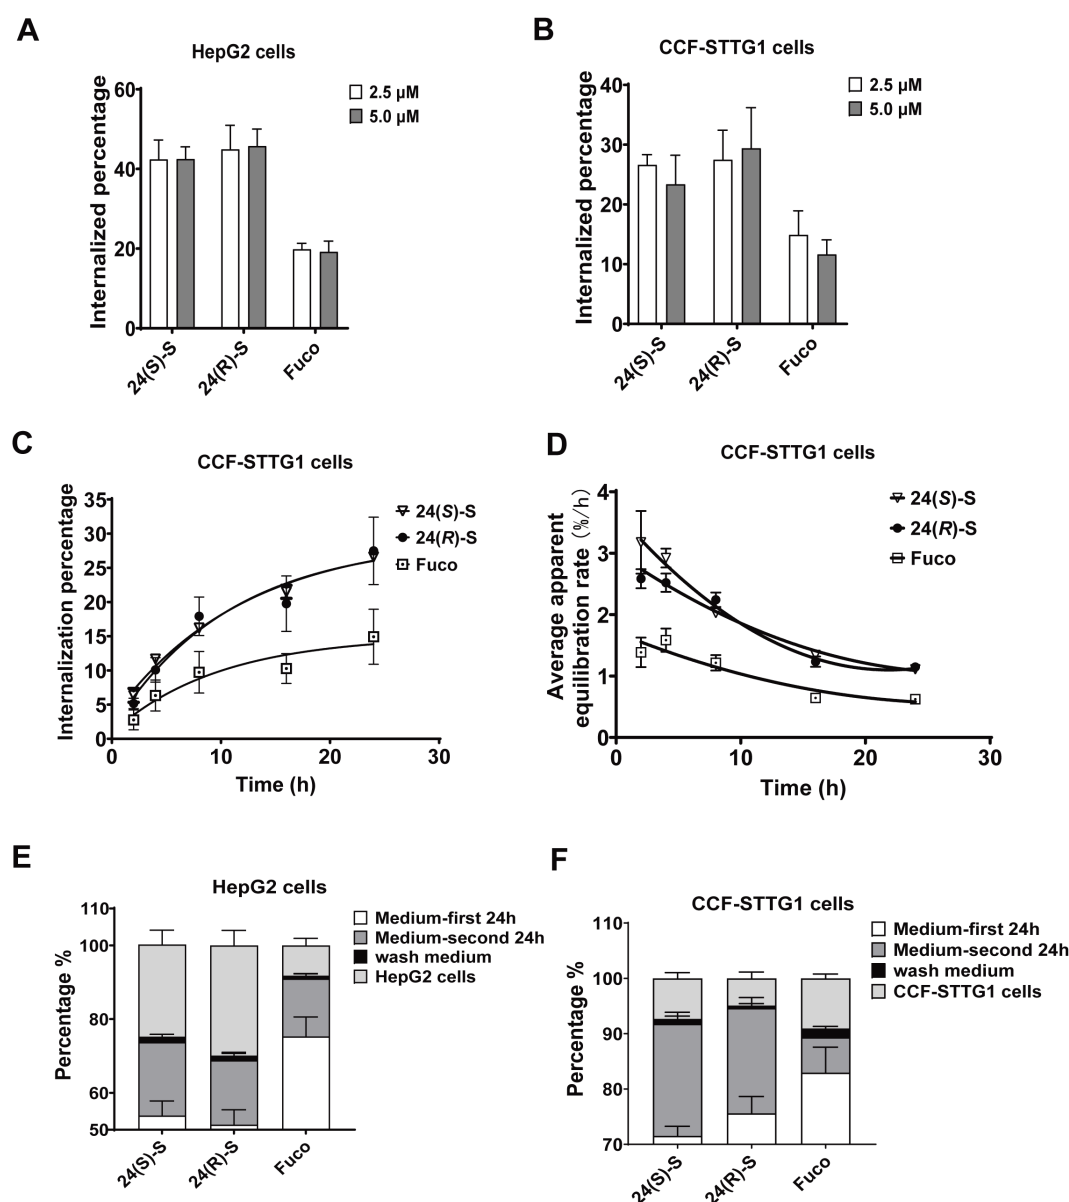 A
HepG2 cells
Internalized percentage
60
40
20
0
2.5 µM
5.0 µM
24(S)-S
24(R)-S
Fuco
B
CCF-STTG1 cells
Internalized percentage
40
30
20
10
0
2.5 µM
5.0 µM
24(S)-S
24(R)-S
Fuco
C
CCF-STTG1 cells
Internalization percentage
35
30
25
20
15
10
5
0
0 10 20 30
Time (h)
24(S)-S
24(R)-S
Fuco
D
CCF-STTG1 cells
Average apparent
equilibration rate (%/h)
4
3
2
1
0
0 10 20 30
Time (h)
24(S)-S
24(R)-S
Fuco
E
HepG2 cells
Percentage %
110
100
80
60
50
Medium-first 24h
Medium-second 24h
wash medium
HepG2 cells
24(S)-S
24(R)-S
Fuco
F
CCF-STTG1 cells
Percentage %
110
100
90
80
70
Medium-first 24h
Medium-second 24h
wash medium
CCF-STTG1 cells
24(S)-S
24(R)-S
Fuco